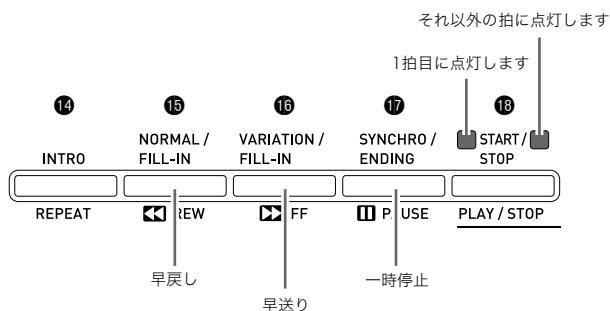 それ以外の拍に点灯します
1拍目に点灯します
⓮ ⓯ ⓰ ⓱ ⓲
INTRO
NORMAL /
FILL-IN
VARIATION /
FILL-IN
SYNCHRO /
ENDING
START /
STOP
REPEAT
REW
FF
PAUSE
PLAY / STOP
早戻し
早送り
一時停止